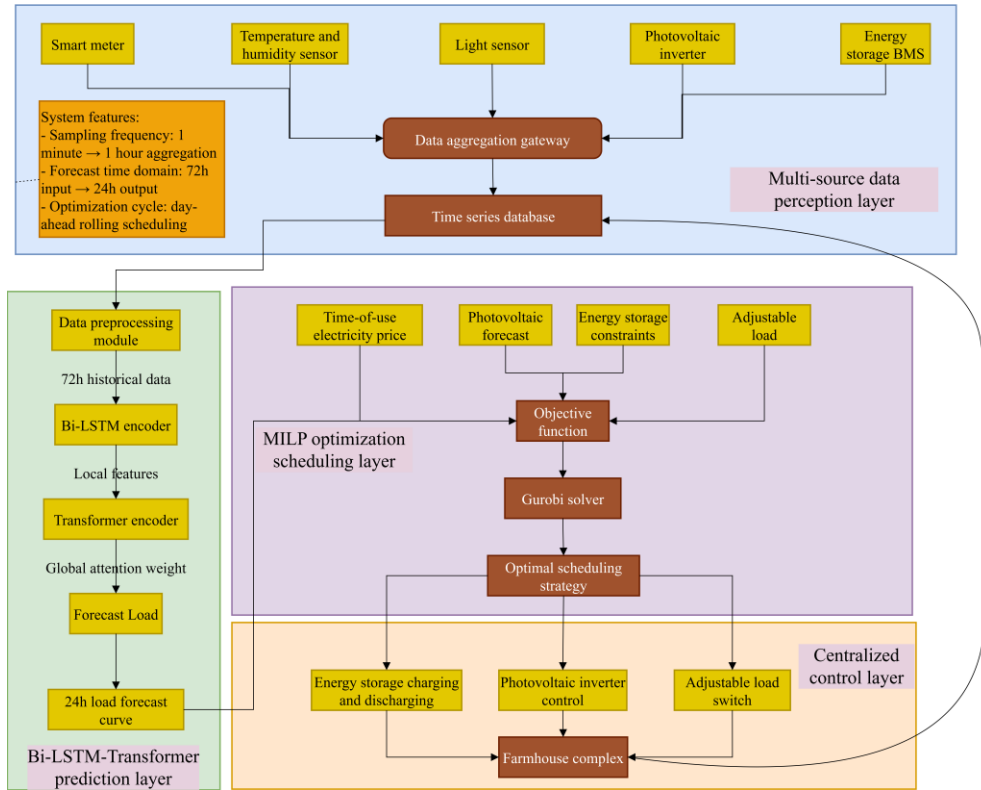 Smart meter
Temperature and
humidity sensor
Light sensor
Photovoltaic
inverter
Energy
storage BMS
System features:
- Sampling frequency: 1
minute → 1 hour aggregation
- Forecast time domain: 72h
input → 24h output
- Optimization cycle: day-
ahead rolling scheduling
Data aggregation gateway
Time series database
Multi-source data
perception layer
Data preprocessing
module
72h historical data
Bi-LSTM encoder
Local features
Transformer encoder
Global attention weight
Forecast Load
24h load forecast
curve
Bi-LSTM-Transformer
prediction layer
Time-of-use
electricity price
Photovoltaic
forecast
Energy storage
constraints
Adjustable
load
Objective
function
MILP optimization
scheduling layer
Gurobi solver
Optimal scheduling
strategy
Centralized
control layer
Energy storage charging
and discharging
Photovoltaic inverter
control
Adjustable load
switch
Farmhouse complex